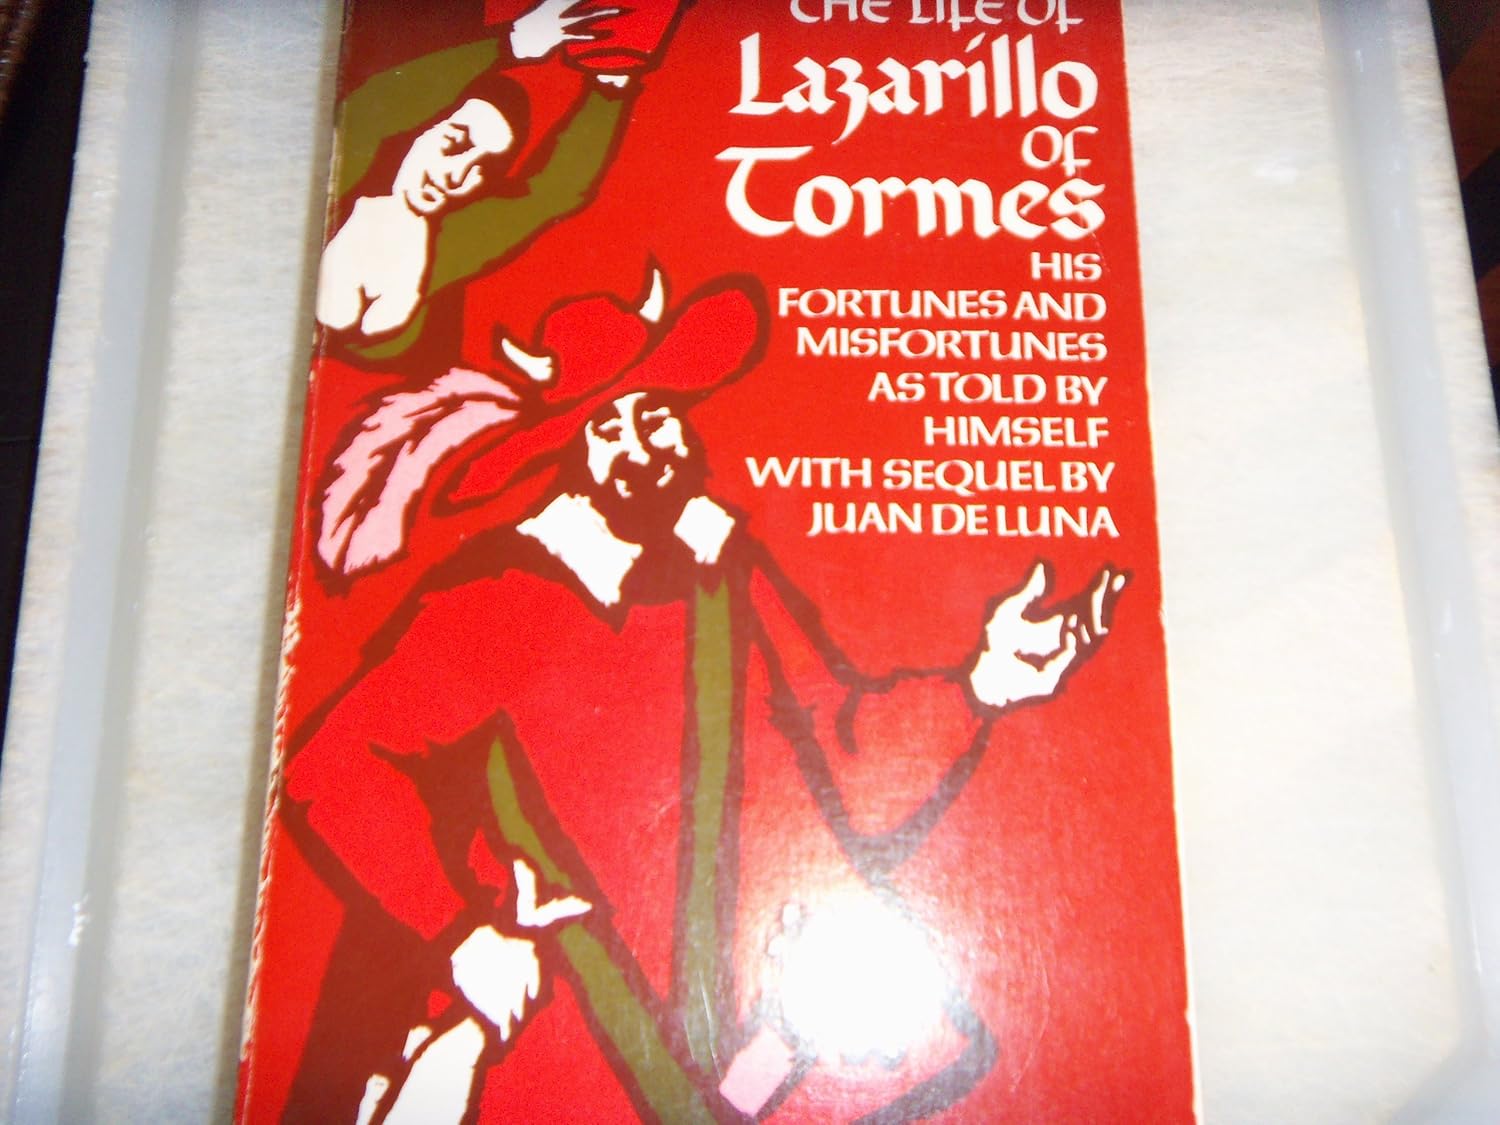 THE LIFE OF
Lazarillo
OF
Tormes
HIS
FORTUNES AND
MISFORTUNES
AS TOLD BY
HIMSELF
WITH SEQUEL BY
JUAN DE LUNA